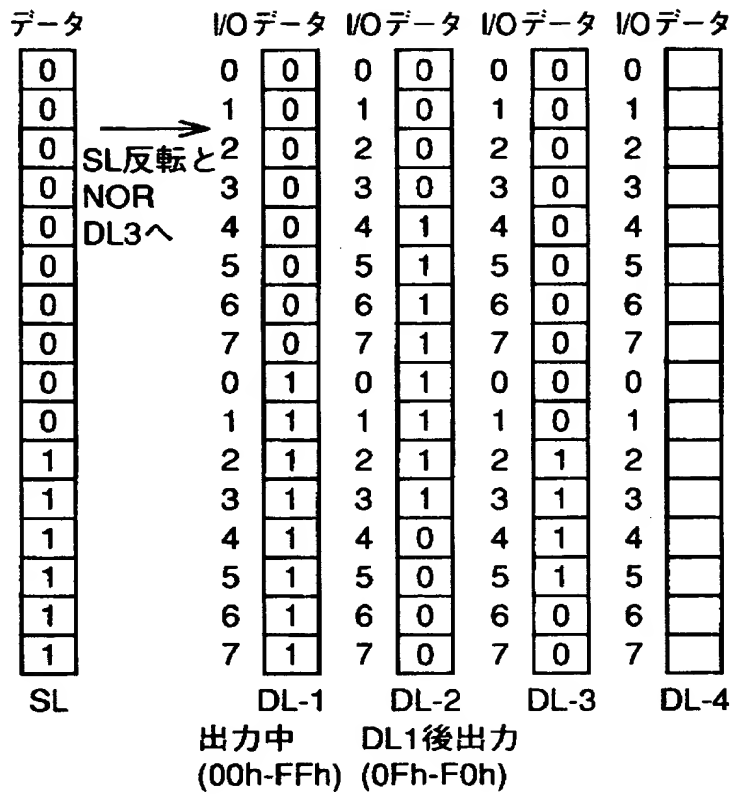 データ I/O データ I/O データ I/O データ I/O データ
0 0 0 0 0 0 0 0
0 1 0 1 0 1 0 1
0 2 0 2 0 2 0 2
0 3 0 3 0 3 0 3
0 4 0 4 1 4 0 4
0 5 0 5 1 5 0 5
0 6 0 6 1 6 0 6
0 7 0 7 1 7 0 7
0 0 1 0 1 0 0 0
0 1 1 1 1 1 0 1
1 2 1 2 1 2 1 2
1 3 1 3 1 3 1 3
1 4 1 4 0 4 1 4
1 5 1 5 0 5 1 5
1 6 1 6 0 6 0 6
1 7 1 7 0 7 0 7
SL反転と
NOR
DL3へ
SL DL-1 DL-2 DL-3 DL-4
出力中 DL1後出力
(00h-FFh) (0Fh-F0h)